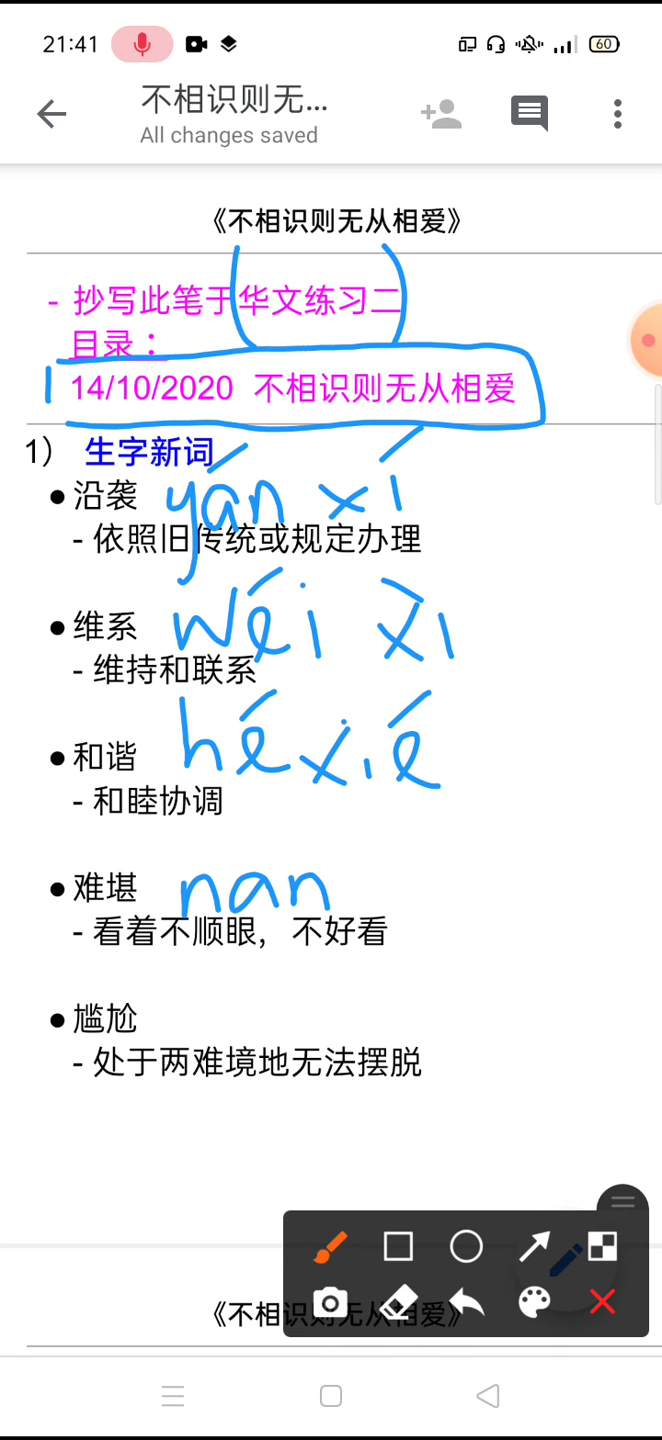 21:41
60
不相识则无...
All changes saved
《不相识则无从相爱》
- 抄写此笔于华文练习二
目录：
14/10/2020 不相识则无从相爱
1） 生字新词
●沿袭 yán xí
- 依照旧传统或规定办理
●维系 wéi xì
- 维持和联系
●和谐 hé xié
- 和睦协调
●难堪 nan
- 看着不顺眼，不好看
●尴尬
- 处于两难境地无法摆脱
《不相识则无从相爱》